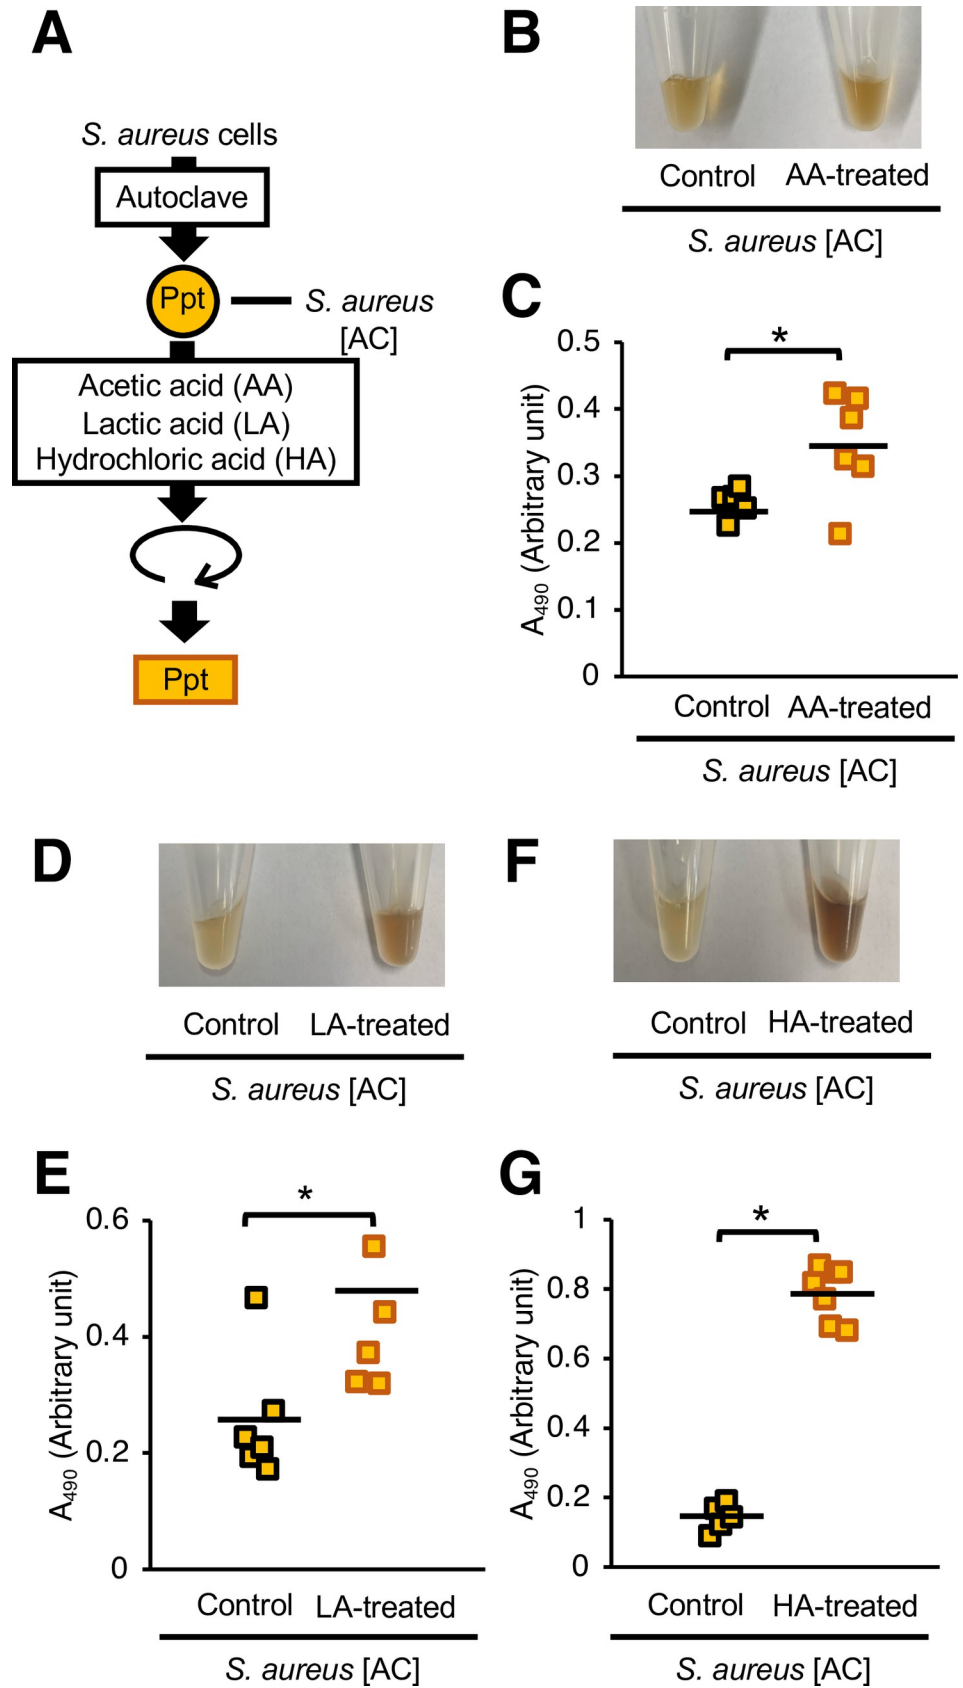 A
S. aureus cells
Autoclave
Ppt
S. aureus
[AC]
Acetic acid (AA)
Lactic acid (LA)
Hydrochloric acid (HA)
Ppt
B
Control AA-treated
S. aureus [AC]
C
*
0.5
0.4
0.3
0.2
0.1
0
A490 (Arbitrary unit)
Control AA-treated
S. aureus [AC]
D
Control LA-treated
S. aureus [AC]
F
Control HA-treated
S. aureus [AC]
E
*
0.6
0.4
0.2
0
A490 (Arbitrary unit)
Control LA-treated
S. aureus [AC]
G
*
1
0.8
0.6
0.4
0.2
0
A490 (Arbitrary unit)
Control HA-treated
S. aureus [AC]